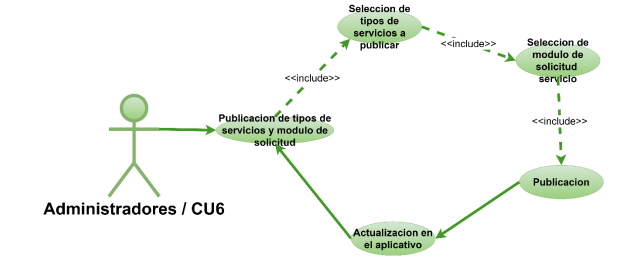 Seleccion de
tipos de
servicios a
publicar
<<include>>
Seleccion de
modulo de
solicitud
servicio
<<include>>
Publicacion de tipos de
servicios y modulo de
solicitud
<<include>>
Publicacion
Administradores / CU6
Actualizacion en
el aplicativo